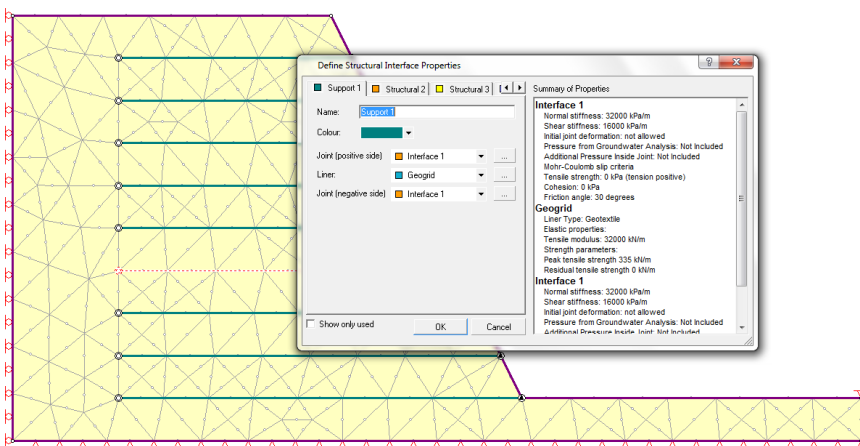 Define Structural Interface Properties
Support 1
Structural 2
Structural 3
Name:
Support 1
Colour:
Joint (positive side)
Interface 1
...
Liner:
Geogrid
...
Joint (negative side)
Interface 1
...
Show only used
OK
Cancel
Summary of Properties
Interface 1
Normal stiffness: 32000 kPa/m
Shear stiffness: 16000 kPa/m
Initial joint deformation: not allowed
Pressure from Groundwater Analysis: Not Included
Additional Pressure Inside Joint: Not Included
Mohr-Coulomb slip criteria
Tensile strength: 0 kPa (tension positive)
Cohesion: 0 kPa
Friction angle: 30 degrees
Geogrid
Liner Type: Geotextile
Elastic properties:
Tensile modulus: 32000 kN/m
Strength parameters:
Peak tensile strength 335 kN/m
Residual tensile strength 0 kN/m
Interface 1
Normal stiffness: 32000 kPa/m
Shear stiffness: 16000 kPa/m
Initial joint deformation: not allowed
Pressure from Groundwater Analysis: Not Included
Additional Pressure Inside Joint: Not Included